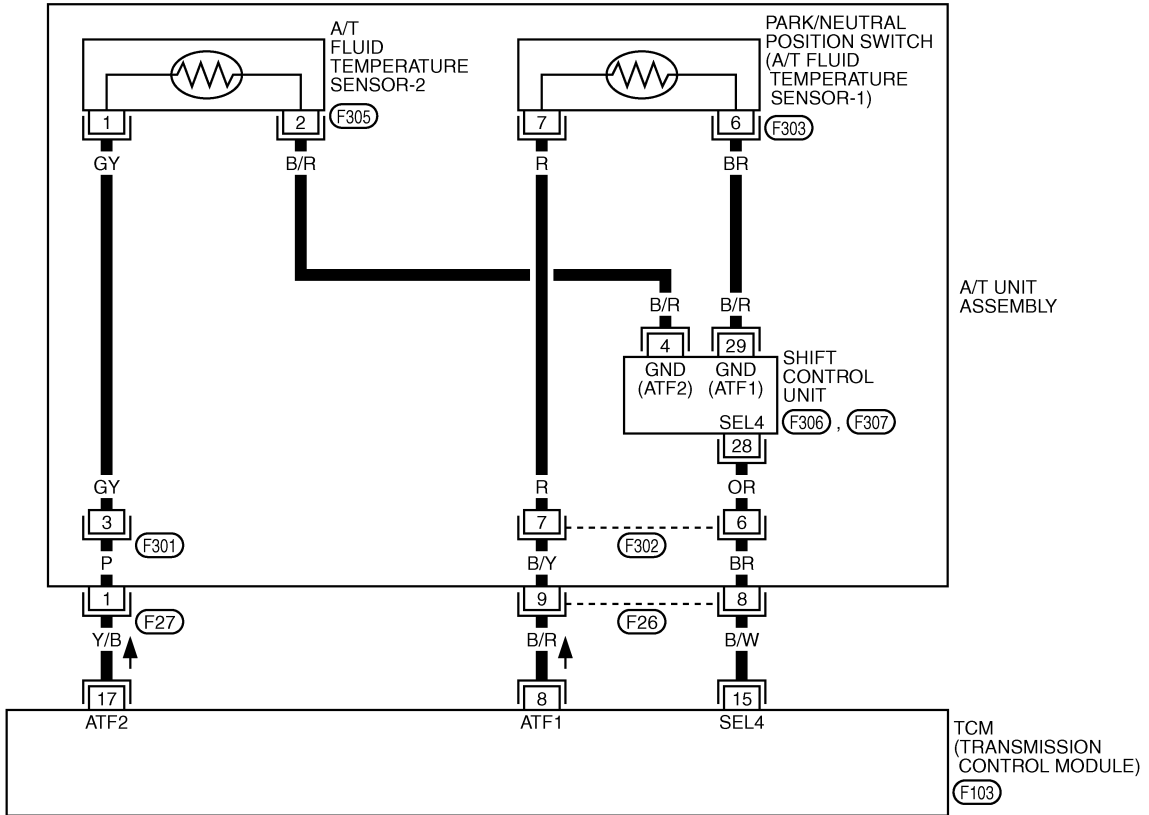 A/T
FLUID
TEMPERATURE
SENSOR-2
PARK/NEUTRAL
POSITION SWITCH
(A/T FLUID
TEMPERATURE
SENSOR-1)
1
2
F305
7
6
F303
GY
B/R
R
BR
A/T UNIT
ASSEMBLY
B/R
B/R
4
29
GND
(ATF2)
GND
(ATF1)
SEL4
SHIFT
CONTROL
UNIT
F306 , F307
28
GY
R
OR
3
7
6
F301
F302
P
B/Y
BR
1
9
8
F27
F26
Y/B
B/R
B/W
17
8
15
ATF2
ATF1
SEL4
TCM
(TRANSMISSION
CONTROL MODULE)
F103